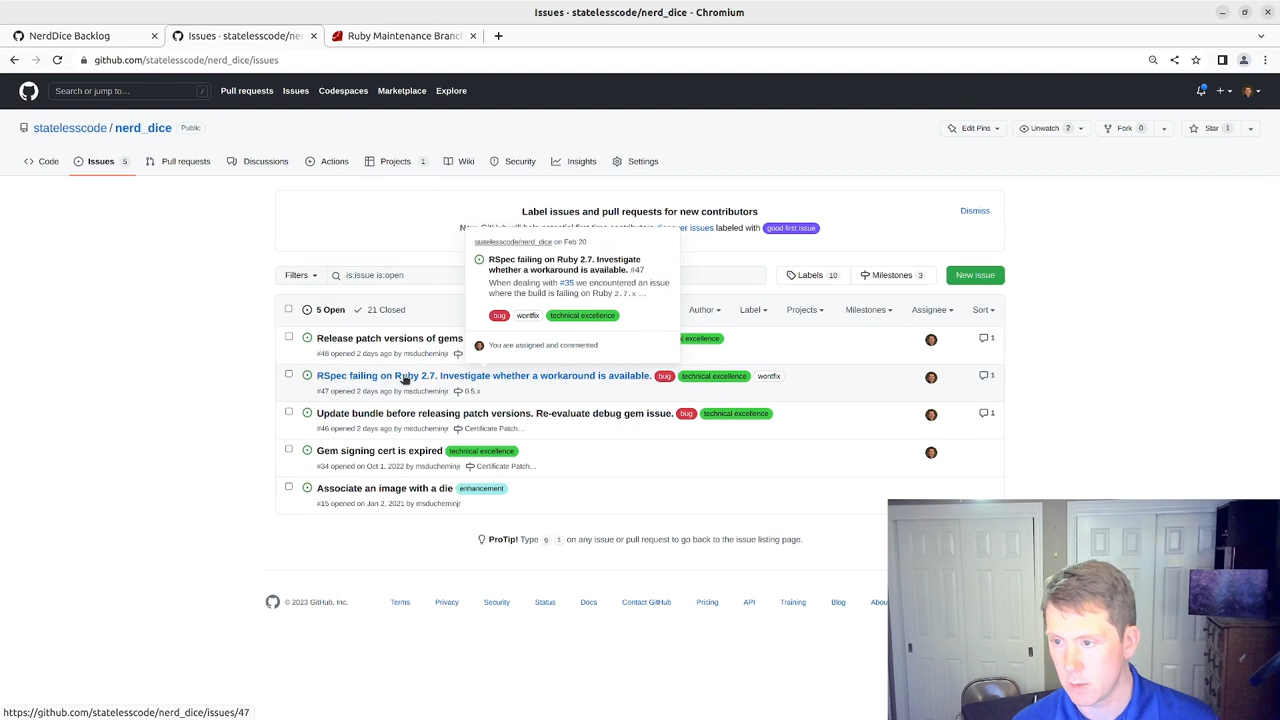 Issues · statelesscode/nerd_dice - Chromium
NerdDice Backlog
Issues · statelesscode/ner
Ruby Maintenance Branch
github.com/statelesscode/nerd_dice/issues
Search or jump to…
/
Pull requests
Issues
Codespaces
Marketplace
Explore
statelesscode / nerd_dice
Public
Edit Pins
Unwatch 2
Fork 0
Star 1
Code
Issues 5
Pull requests
Discussions
Actions
Projects 1
Wiki
Security
Insights
Settings
Label issues and pull requests for new contributors
Dismiss
issues labeled with good first issue
statelesscode/nerd_dice on Feb 20
RSpec failing on Ruby 2.7. Investigate
whether a workaround is available. #47
When dealing with #35 we encountered an issue
where the build is failing on Ruby 2.7.x …
bug wontfix technical excellence
You are assigned and commented
Filters
is:issue is:open
Labels 10
Milestones 3
New issue
5 Open
21 Closed
Author
Label
Projects
Milestones
Assignee
Sort
Release patch versions of gems
1
#48 opened 2 days ago by msducheminjr
RSpec failing on Ruby 2.7. Investigate whether a workaround is available. bug technical excellence wontfix
1
#47 opened 2 days ago by msducheminjr 0.5.x
Update bundle before releasing patch versions. Re-evaluate debug gem issue. bug technical excellence
1
#46 opened 2 days ago by msducheminjr Certificate Patch…
Gem signing cert is expired technical excellence
#34 opened on Oct 1, 2022 by msducheminjr Certificate Patch…
Associate an image with a die enhancement
#15 opened on Jan 2, 2021 by msducheminjr
ProTip! Type g i on any issue or pull request to go back to the issue listing page.
© 2023 GitHub, Inc.
Terms
Privacy
Security
Status
Docs
Contact GitHub
Pricing
API
Training
Blog
https://github.com/statelesscode/nerd_dice/issues/47